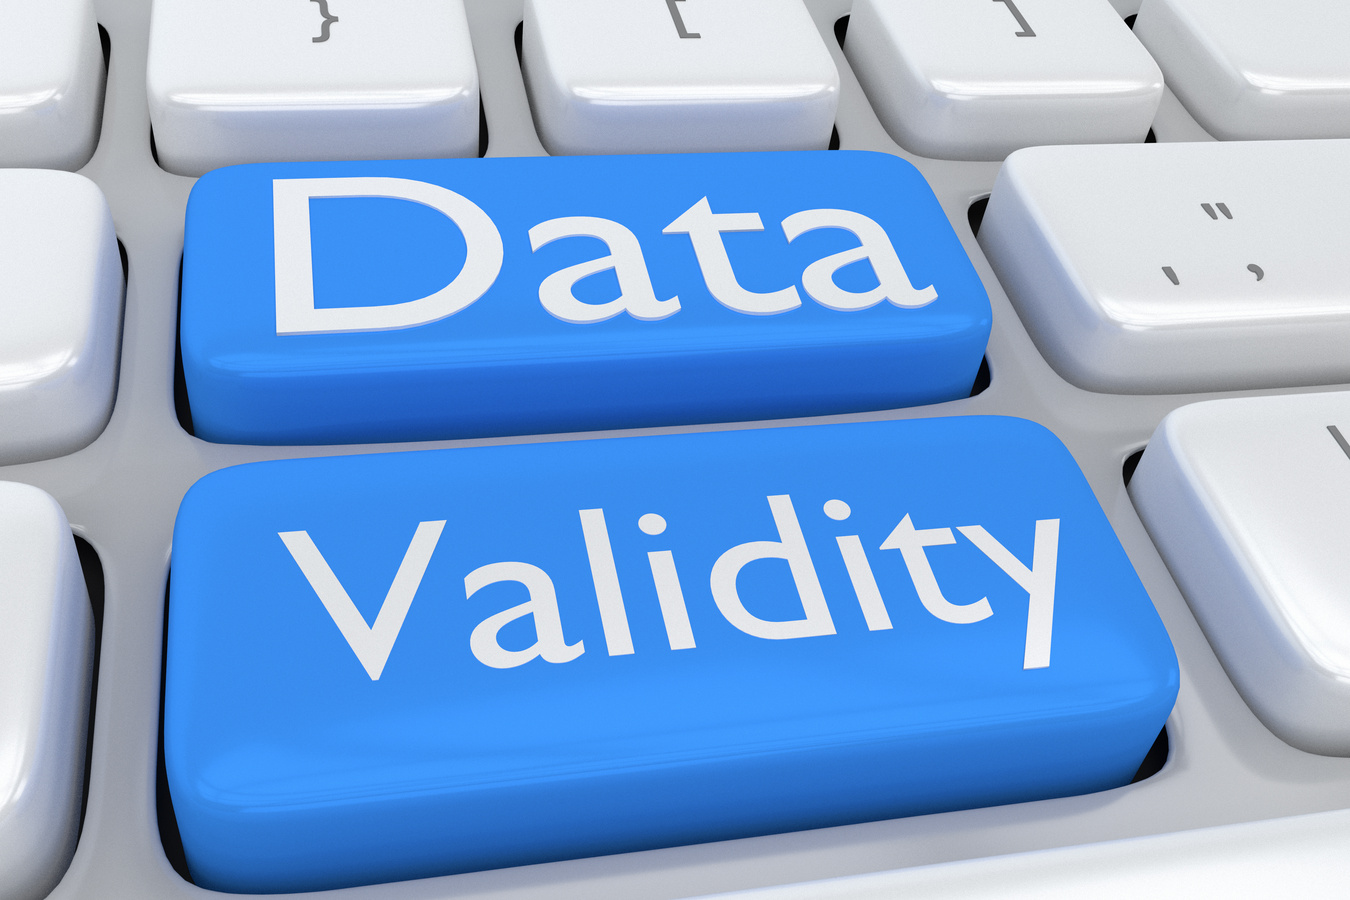 } [ ]
Data
"
' ,
Validity
\